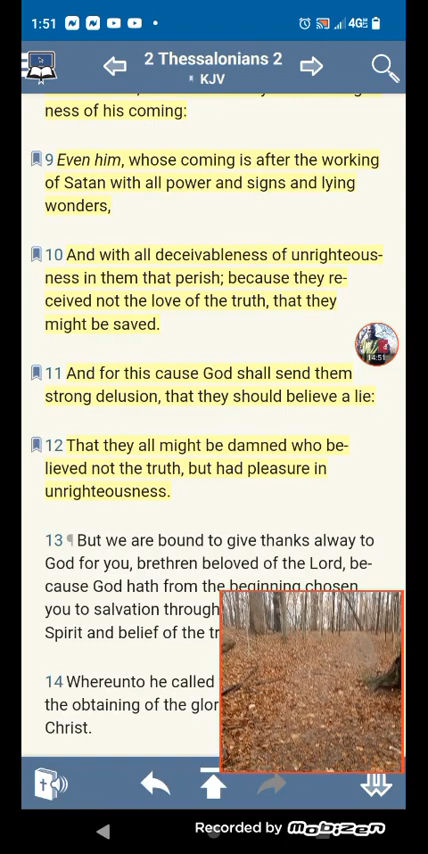 1:51
4GE
2 Thessalonians 2
KJV
ness of his coming:
9 Even him, whose coming is after the working
of Satan with all power and signs and lying
wonders,
10 And with all deceivableness of unrighteous-
ness in them that perish; because they re-
ceived not the love of the truth, that they
might be saved.
14:51
11 And for this cause God shall send them
strong delusion, that they should believe a lie:
12 That they all might be damned who be-
lieved not the truth, but had pleasure in
unrighteousness.
13 ¶ But we are bound to give thanks alway to
God for you, brethren beloved of the Lord, be-
cause God hath from the beginning chosen
you to salvation through
Spirit and belief of the
14 Whereunto he called
the obtaining of the
Christ.
Recorded by Mobizen